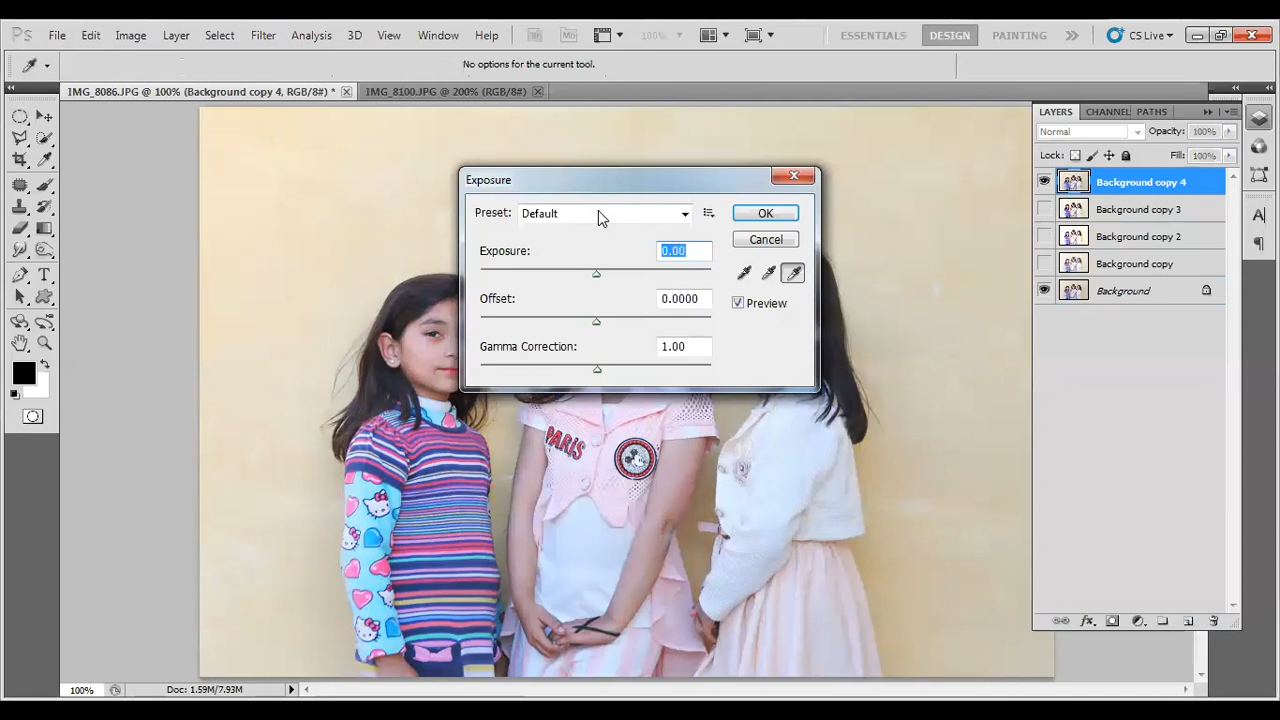 Ps File Edit Image Layer Select Filter Analysis 3D View Window Help Br Mb 100% ESSENTIALS DESIGN PAINTING CS Live
No options for the current tool.
IMG_8086.JPG @ 100% (Background copy 4, RGB/8#) * IMG_8100.JPG @ 200% (RGB/8#)
LAYERS CHANNEL PATHS
Normal Opacity: 100%
Lock: Fill: 100%
Background copy 4
Background copy 3
Background copy 2
Background copy
Background
Exposure
Preset: Default OK
Exposure: 0.00 Cancel
Offset: 0.0000 Preview
Gamma Correction: 1.00
PARIS
100% Doc: 1.59M/7.93M